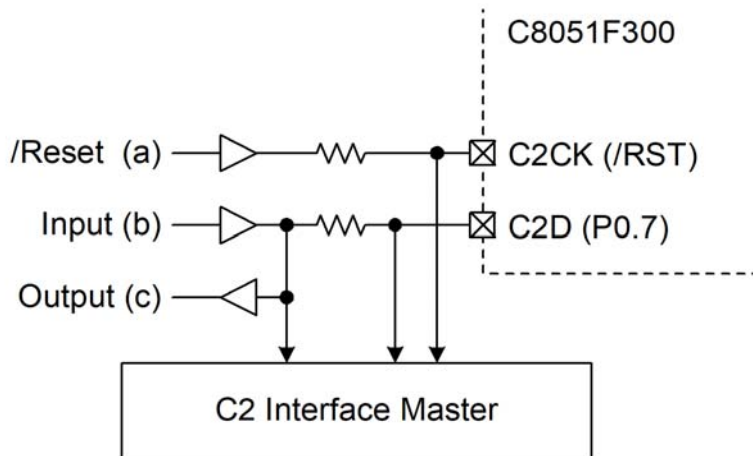 C8051F300
/Reset (a)
C2CK (/RST)
Input (b)
C2D (P0.7)
Output (c)
C2 Interface Master